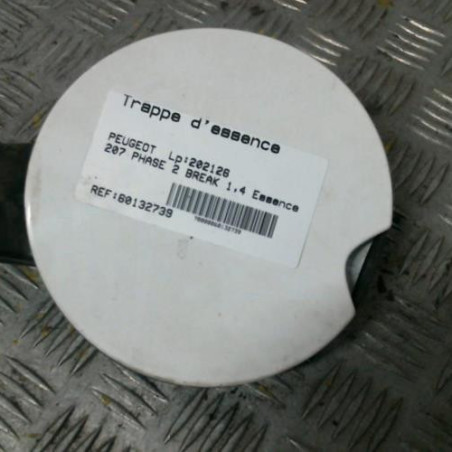 Trappe d'essence
PEUGEOT Lp:202126
207 PHASE 2 BREAK 1.4 Essence
REF:60132739